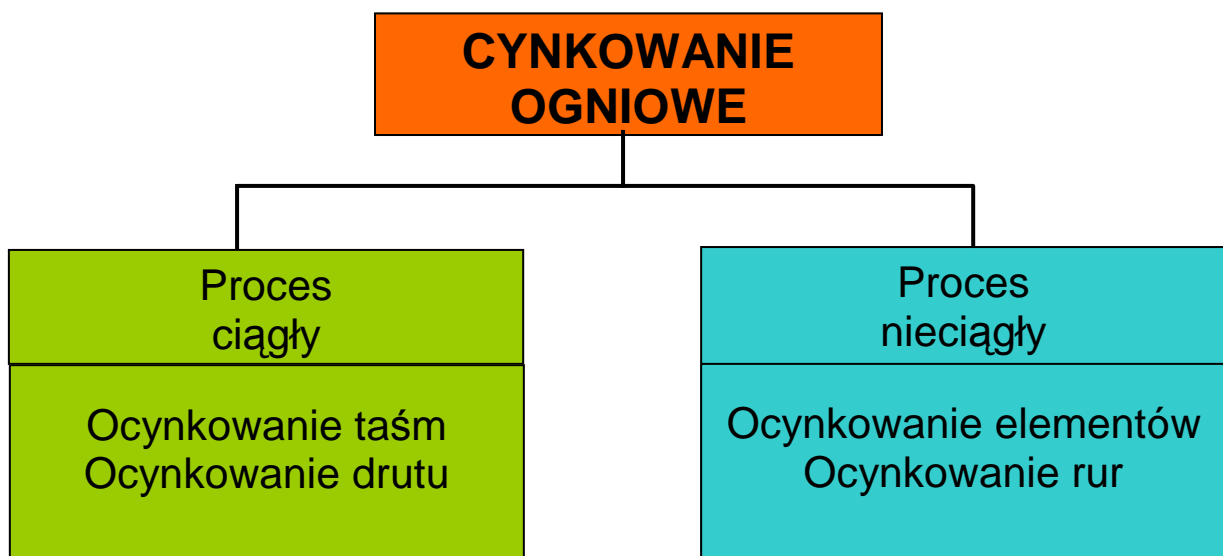 CYNKOWANIE
OGNIOWE
Proces
ciągły
Proces
nieciągły
Ocynkowanie taśm
Ocynkowanie drutu
Ocynkowanie elementów
Ocynkowanie rur